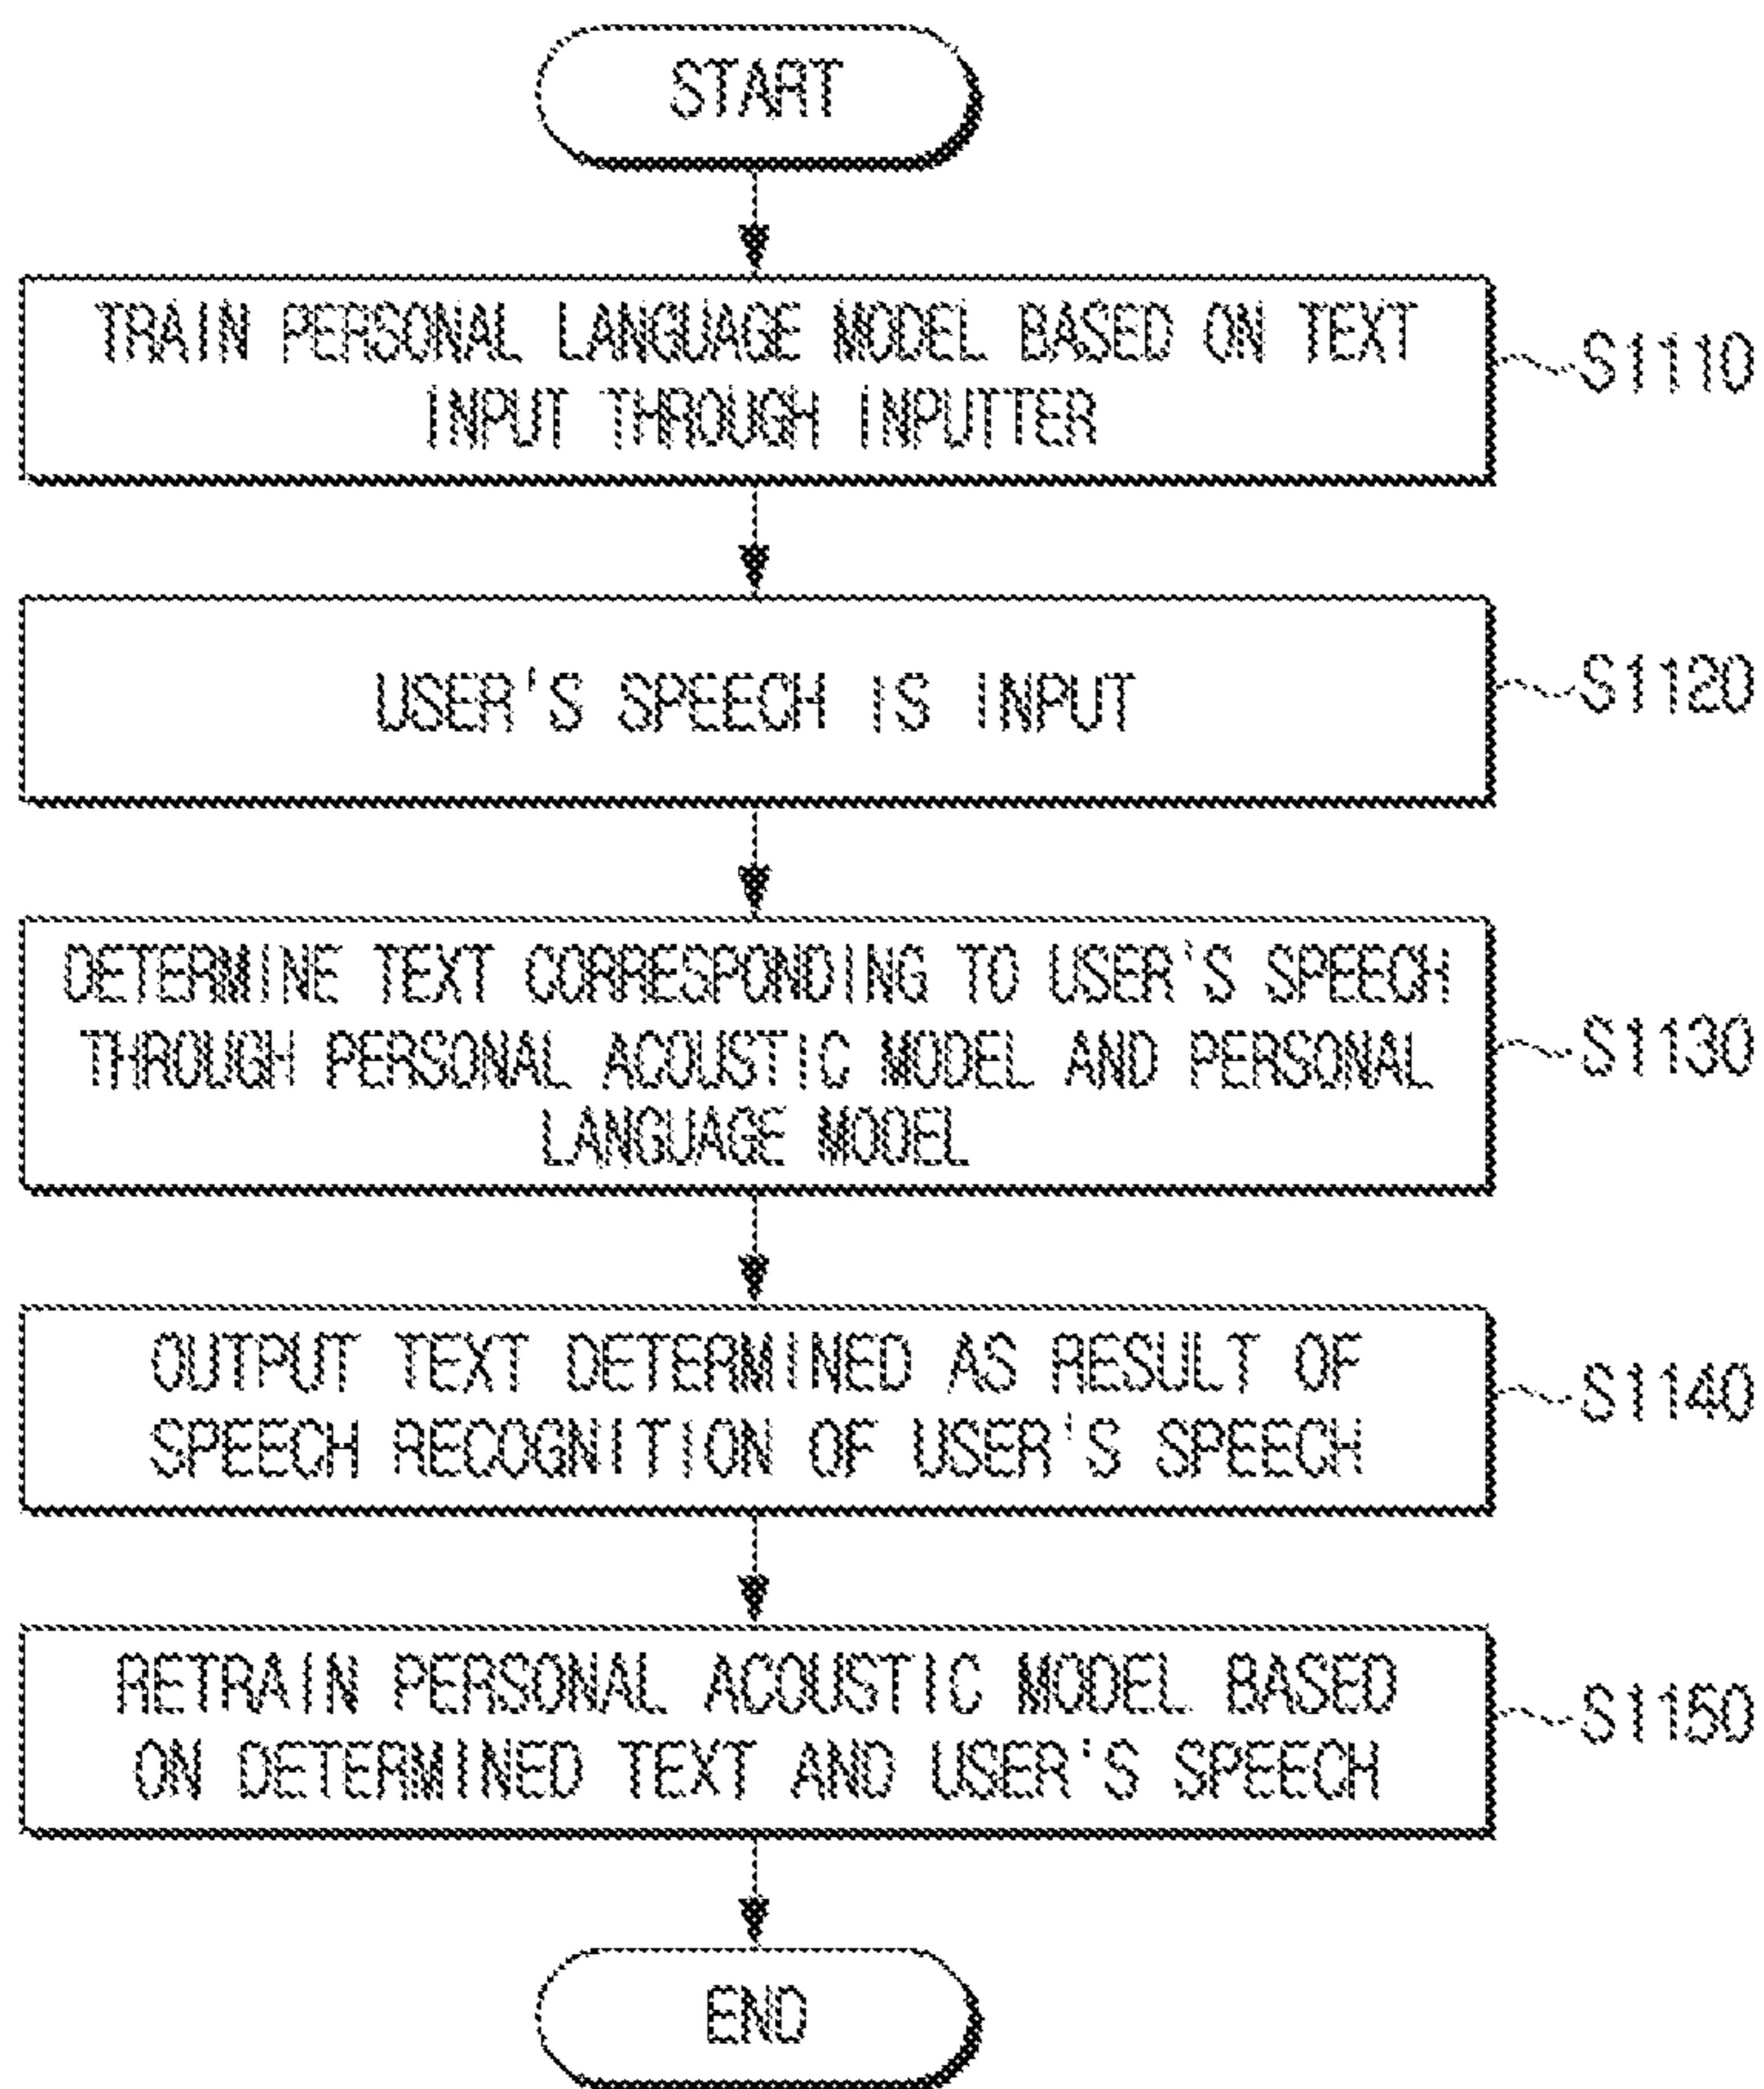 START
TRAIN PERSONAL LANGUAGE MODEL BASED ON TEXT
INPUT THROUGH INPUTTER
S1110
USER'S SPEECH IS INPUT
S1120
DETERMINE TEXT CORRESPONDING TO USER'S SPEECH
THROUGH PERSONAL ACOUSTIC MODEL AND PERSONAL
LANGUAGE MODEL
S1130
OUTPUT TEXT DETERMINED AS RESULT OF
SPEECH RECOGNITION OF USER'S SPEECH
S1140
RETRAIN PERSONAL ACOUSTIC MODEL BASED
ON DETERMINED TEXT AND USER'S SPEECH
S1150
END